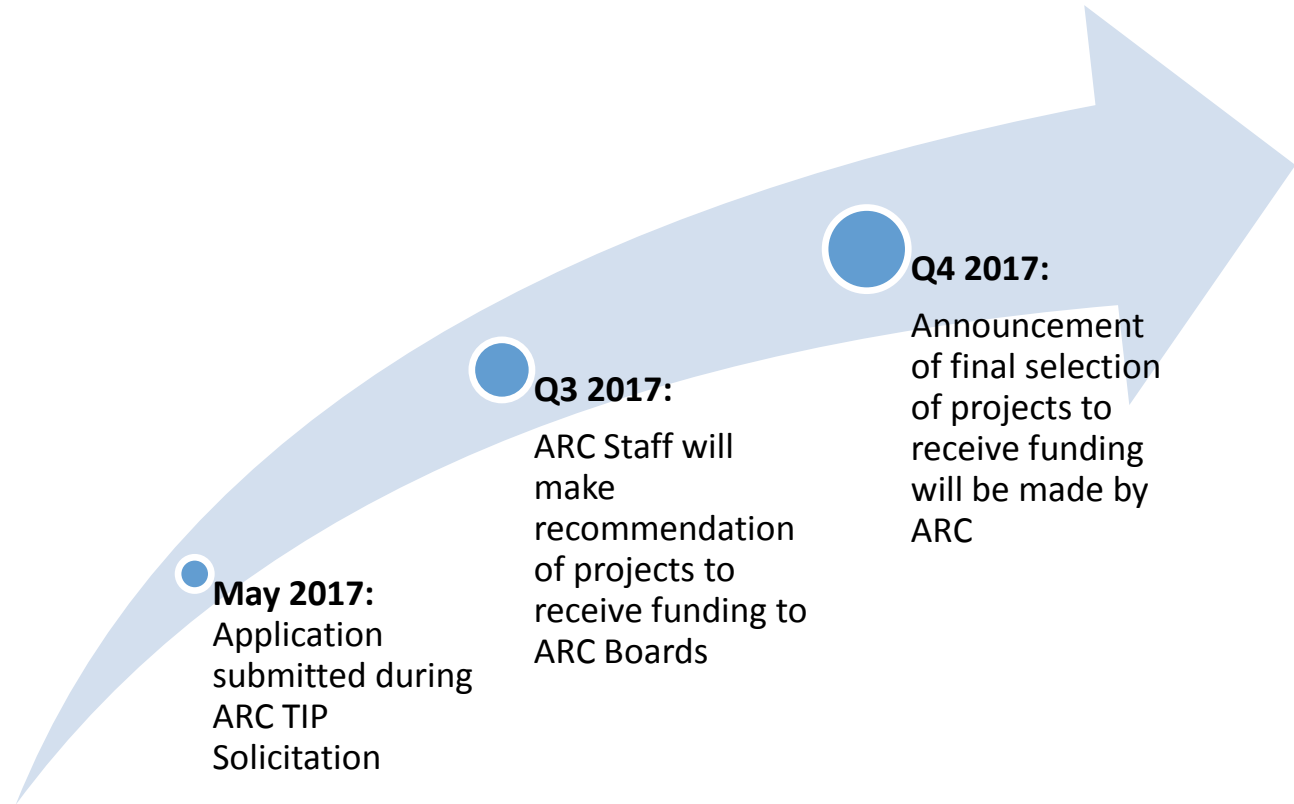 May 2017:
Application
submitted during
ARC TIP
Solicitation
Q3 2017:
ARC Staff will
make
recommendation
of projects to
receive funding to
ARC Boards
Q4 2017:
Announcement
of final selection
of projects to
receive funding
will be made by
ARC